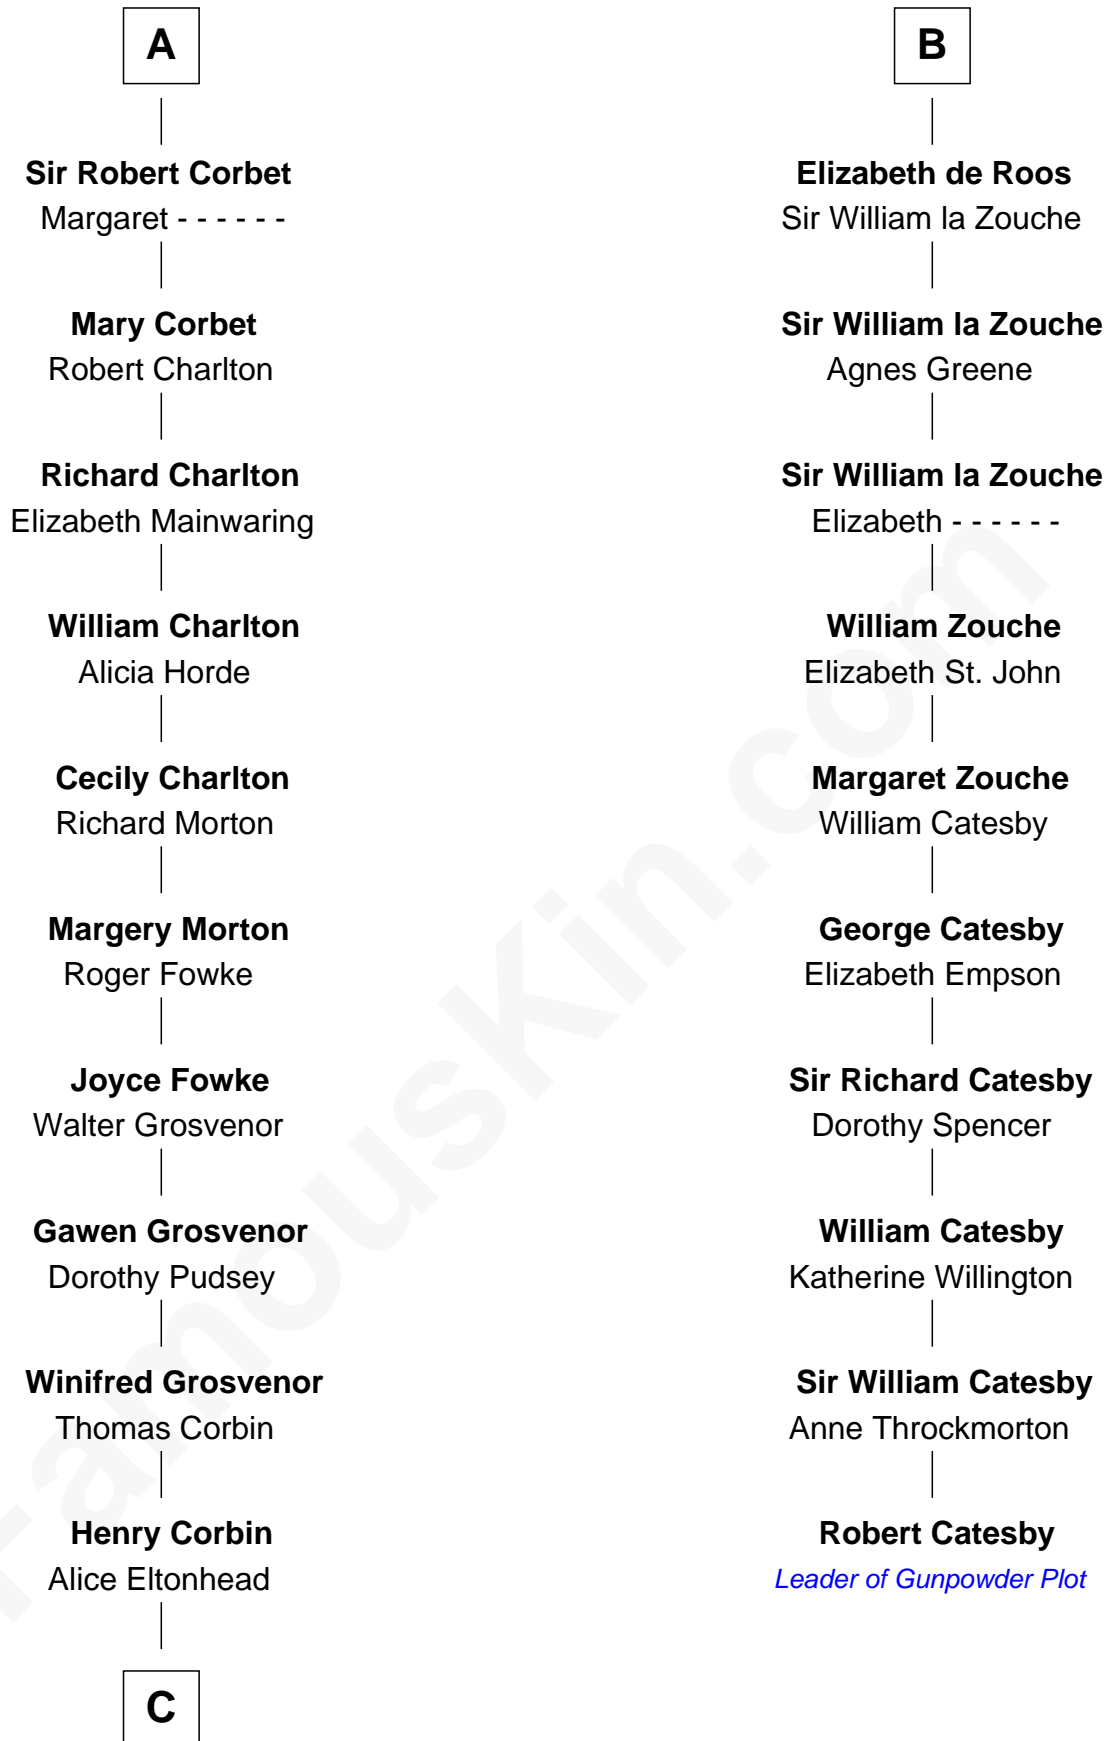 A
Sir Robert Corbet
Margaret - - - - - -
Mary Corbet
Robert Charlton
Richard Charlton
Elizabeth Mainwaring
William Charlton
Alicia Horde
Cecily Charlton
Richard Morton
Margery Morton
Roger Fowke
Joyce Fowke
Walter Grosvenor
Gawen Grosvenor
Dorothy Pudsey
Winifred Grosvenor
Thomas Corbin
Henry Corbin
Alice Eltonhead
C
B
Elizabeth de Roos
Sir William la Zouche
Sir William la Zouche
Agnes Greene
Sir William la Zouche
Elizabeth - - - - - -
William Zouche
Elizabeth St. John
Margaret Zouche
William Catesby
George Catesby
Elizabeth Empson
Sir Richard Catesby
Dorothy Spencer
William Catesby
Katherine Willington
Sir William Catesby
Anne Throckmorton
Robert Catesby
Leader of Gunpowder Plot
FamousKin.com